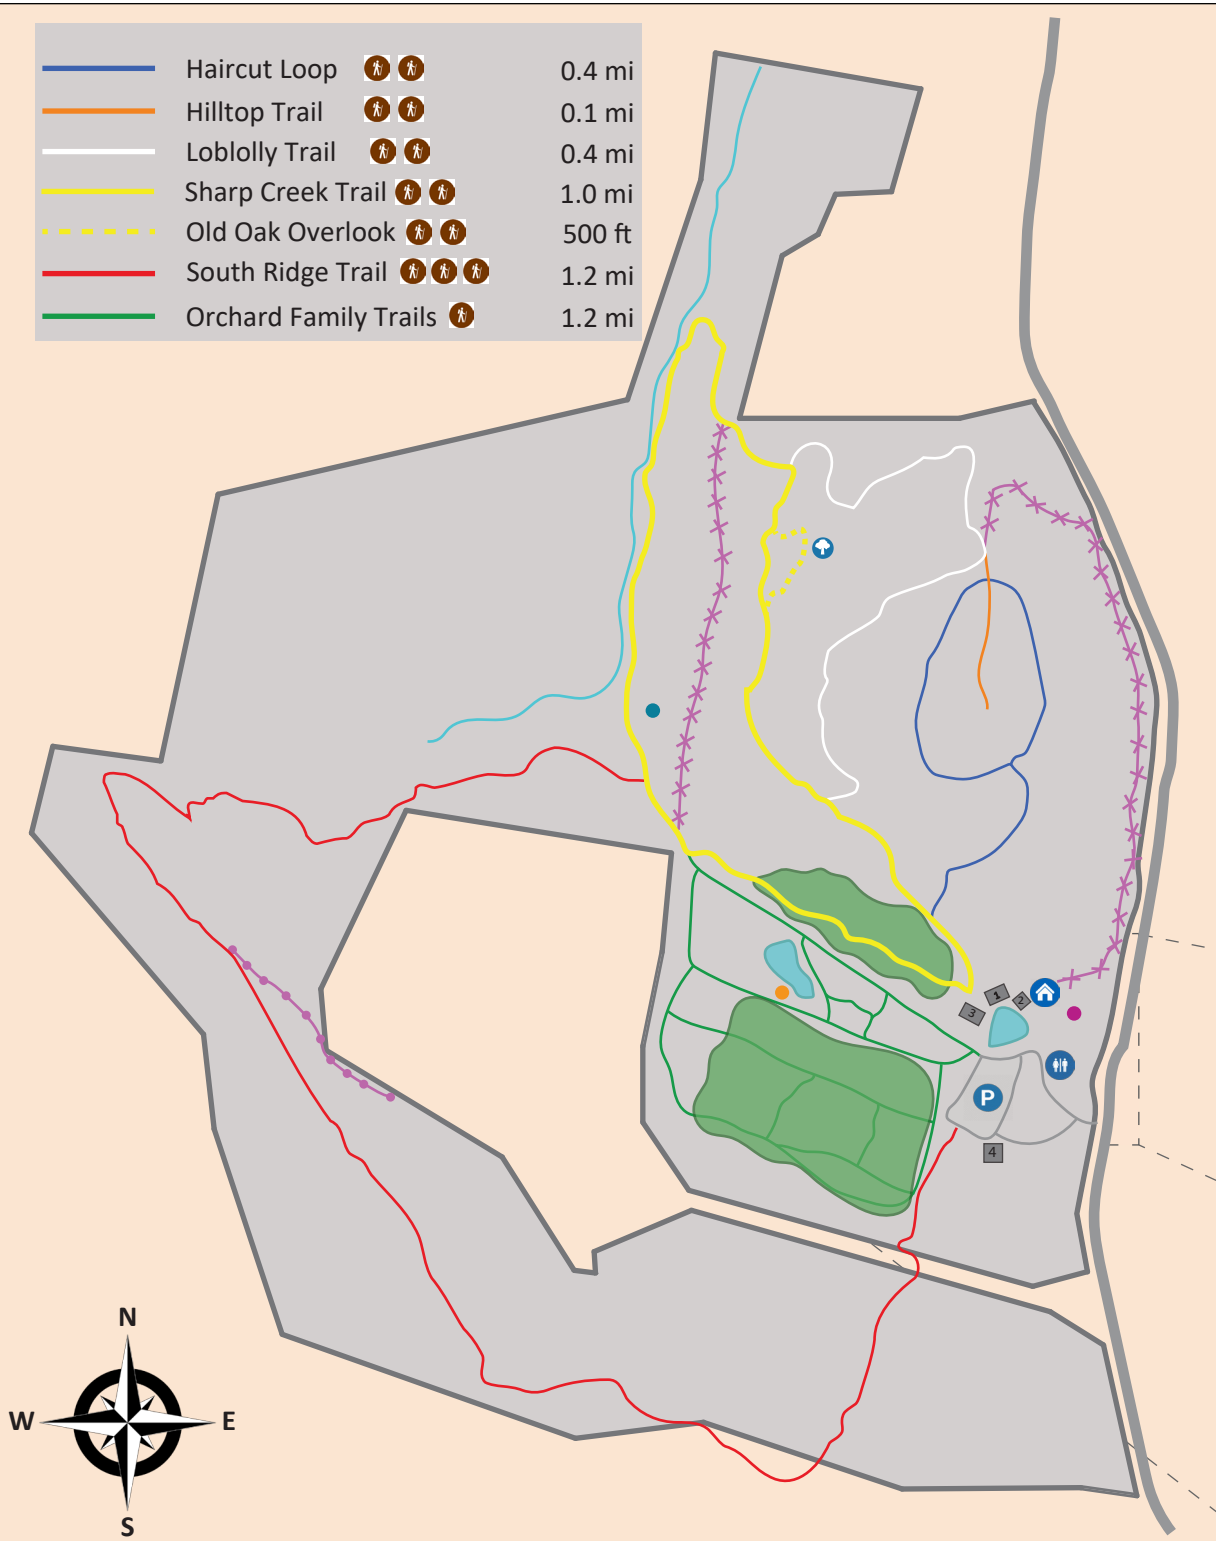 Haircut Loop 0.4 mi
Hilltop Trail 0.1 mi
Loblolly Trail 0.4 mi
Sharp Creek Trail 1.0 mi
Old Oak Overlook 500 ft
South Ridge Trail 1.2 mi
Orchard Family Trails 1.2 mi
1
2
3
P
4
N
W E
S